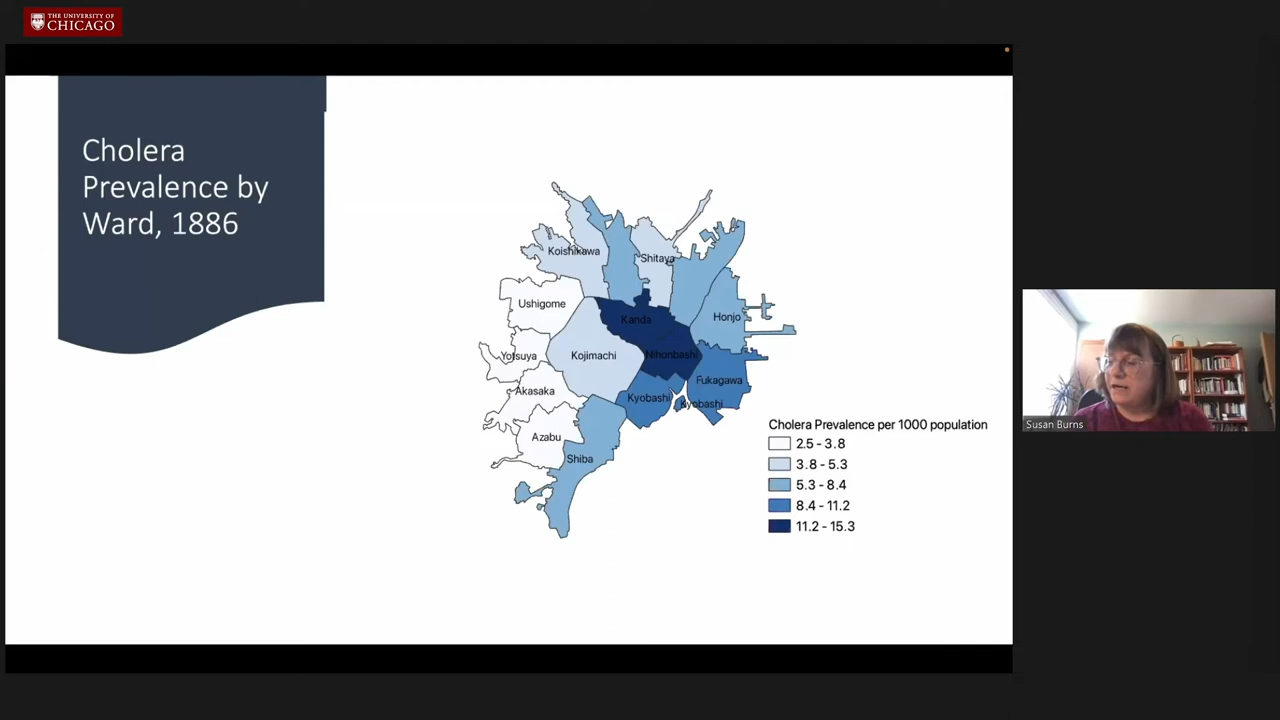 THE UNIVERSITY OF
CHICAGO
Cholera
Prevalence by
Ward, 1886
Koishikawa
Shitaya
Ushigome
Kanda
Honjo
Yotsuya
Kojimachi
Nihonbashi
Akasaka
Fukagawa
Kyobashi
Kyobashi
Azabu
Shiba
Cholera Prevalence per 1000 population
2.5 - 3.8
3.8 - 5.3
5.3 - 8.4
8.4 - 11.2
11.2 - 15.3
Susan Burns